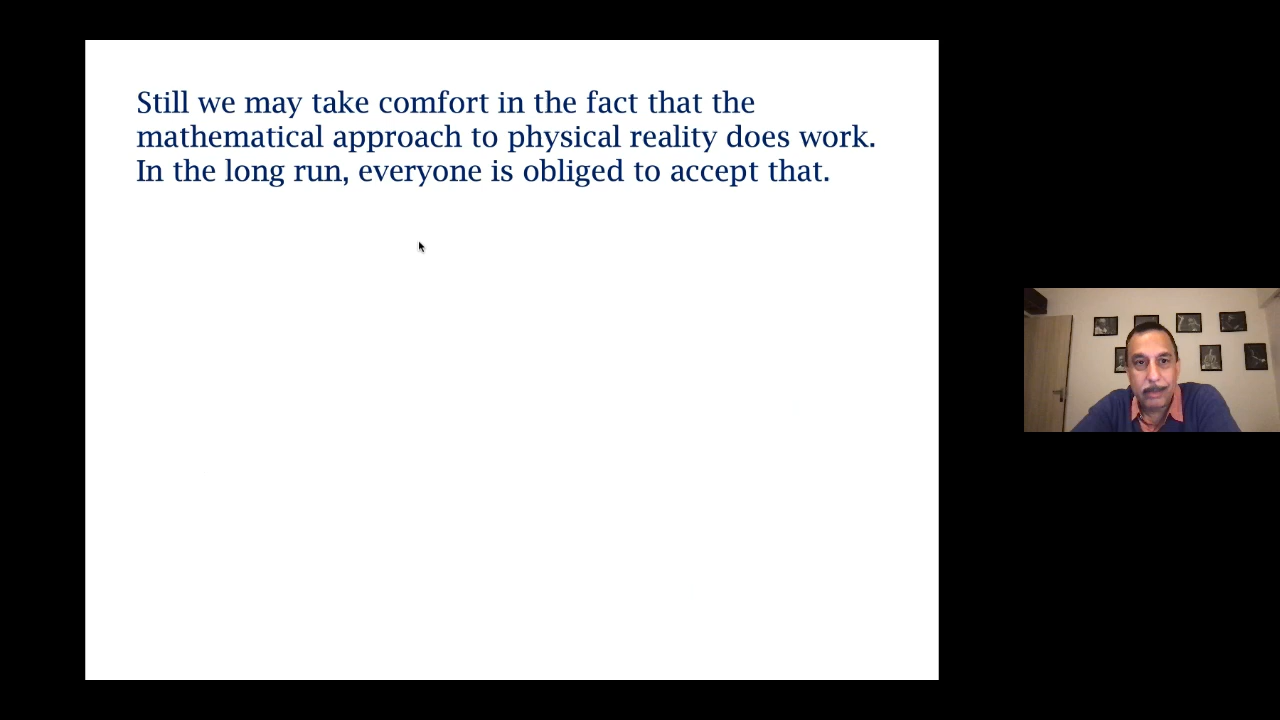 Still we may take comfort in the fact that the
mathematical approach to physical reality does work.
In the long run, everyone is obliged to accept that.